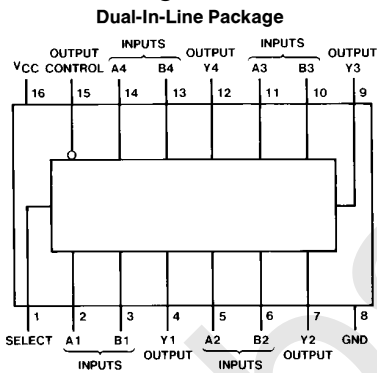 Dual-In-Line Package
OUTPUT INPUTS OUTPUT INPUTS OUTPUT
VCC CONTROL A4 B4 Y4 A3 B3 Y3
16 15 14 13 12 11 10 9
1 2 3 4 5 6 7 8
SELECT A1 B1 Y1 A2 B2 Y2 GND
INPUTS OUTPUT INPUTS OUTPUT